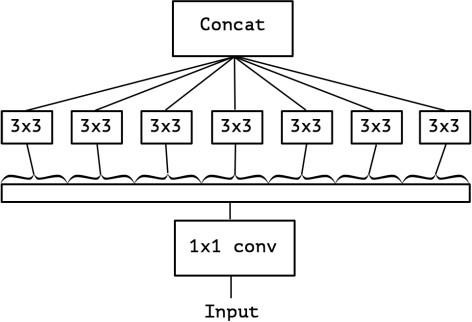 Concat
3x3 3x3 3x3 3x3 3x3 3x3 3x3
1x1 conv
Input